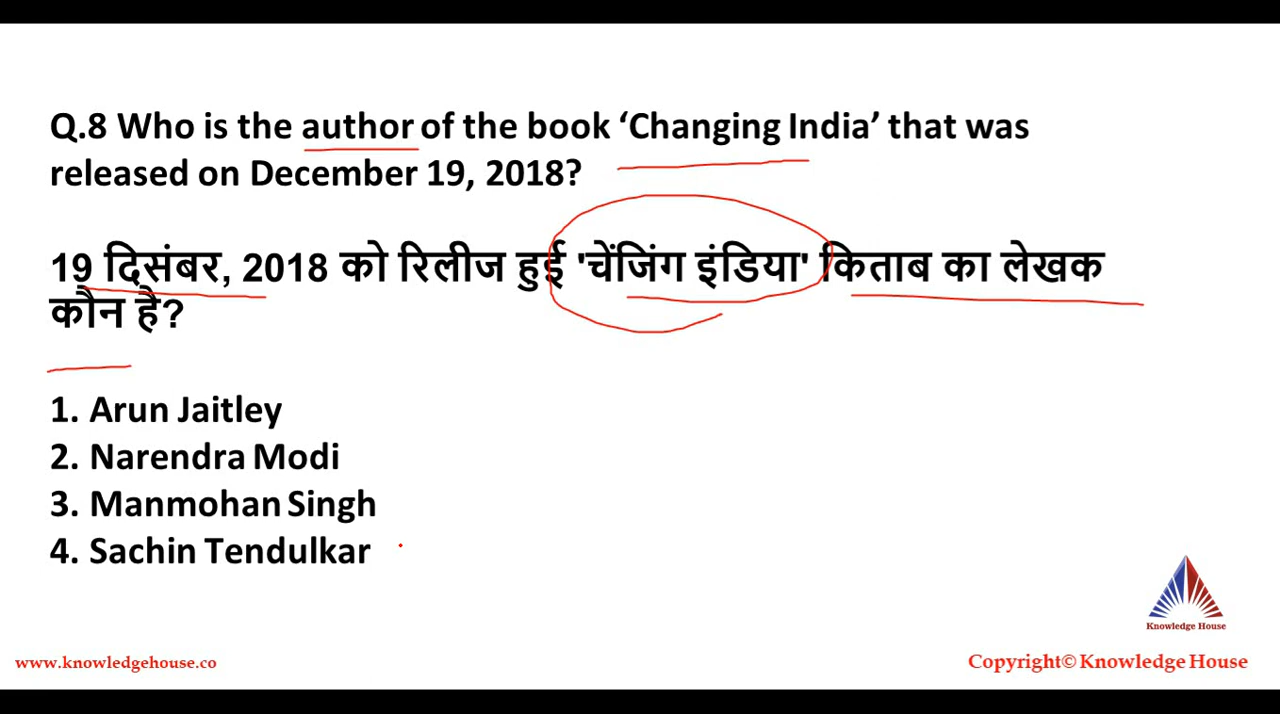 Q.8 Who is the author of the book ‘Changing India’ that was
released on December 19, 2018?
19 दिसंबर, 2018 को रिलीज हुई 'चेंजिंग इंडिया' किताब का लेखक
कौन है?
1. Arun Jaitley
2. Narendra Modi
3. Manmohan Singh
4. Sachin Tendulkar
Knowledge House
www.knowledgehouse.co
Copyright© Knowledge House